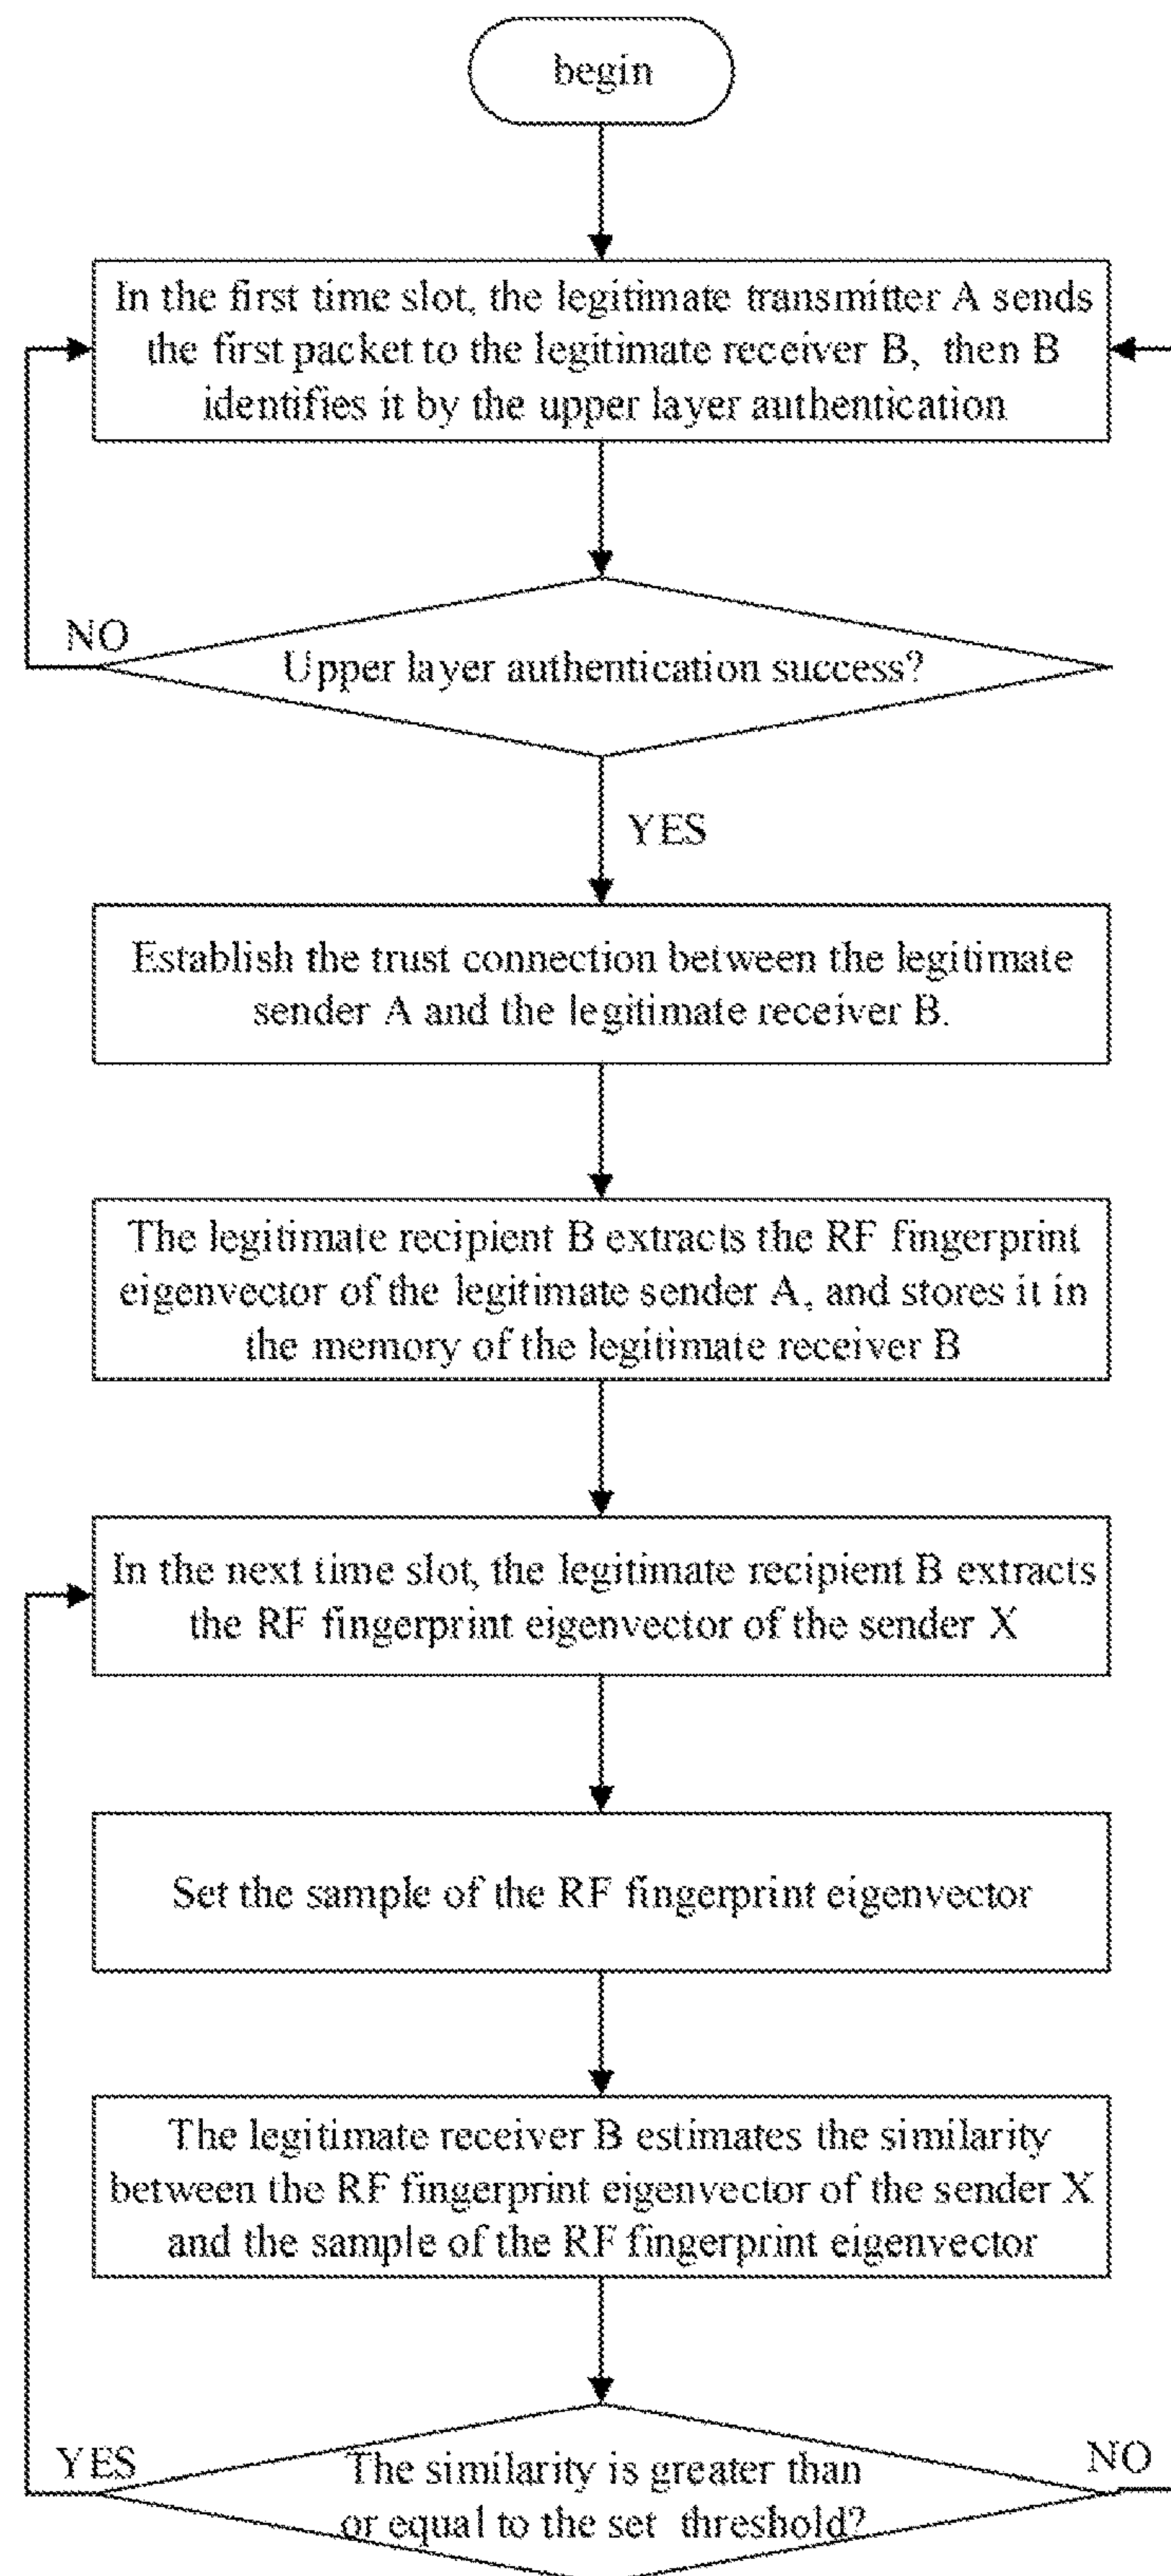 begin
In the first time slot, the legitimate transmitter A sends
the first packet to the legitimate receiver B, then B
identifies it by the upper layer authentication
NO
Upper layer authentication success?
YES
Establish the trust connection between the legitimate
sender A and the legitimate receiver B.
The legitimate recipient B extracts the RF fingerprint
eigenvector of the legitimate sender A, and stores it in
the memory of the legitimate receiver B
In the next time slot, the legitimate recipient B extracts
the RF fingerprint eigenvector of the sender X
Set the sample of the RF fingerprint eigenvector
The legitimate receiver B estimates the similarity
between the RF fingerprint eigenvector of the sender X
and the sample of the RF fingerprint eigenvector
YES
The similarity is greater than
or equal to the set threshold?
NO